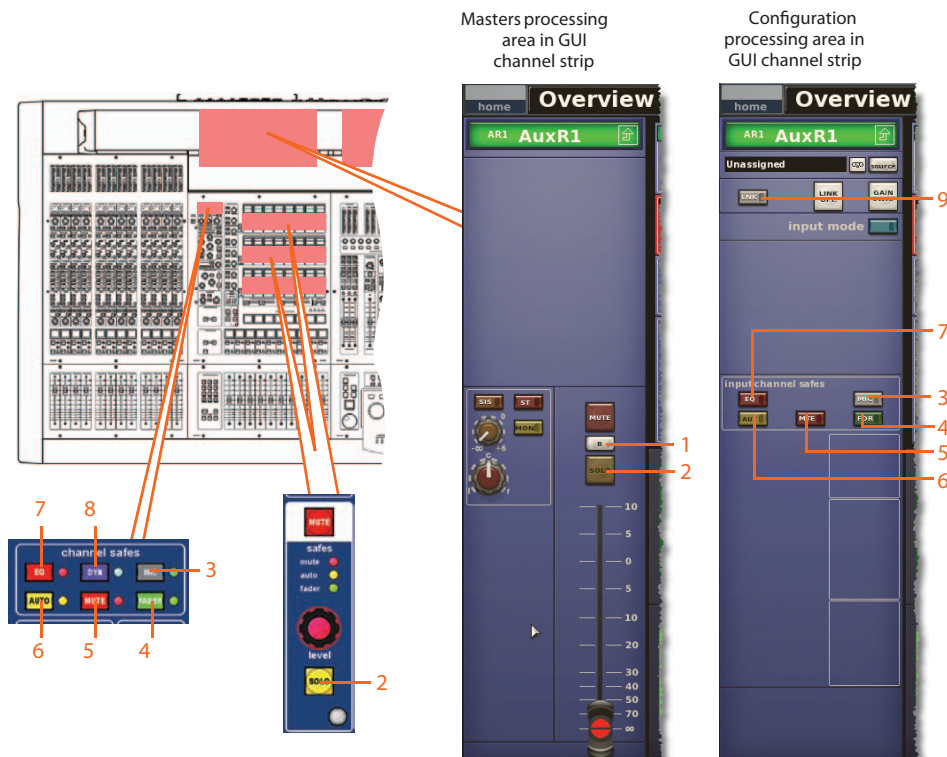 Masters processing
area in GUI
channel strip
Configuration
processing area in
GUI channel strip
home
Overview
AR1 AuxR1
SIS
ST
MON
0
-∞ +6
C
l r
MUTE
B
SOLO
10
5
0
5
10
20
30
40
50
70
∞
1
2
home
Overview
AR1 AuxR1
Unassigned
source
LNK
LINK
GAIN
input mode
input channel safes
EQ
MIC
AUT
MTE
FDR
9
7
3
4
5
6
7
8
channel safes
EQ
DYN
3
AUTO
MUTE
FADER
6
5
4
MUTE
safes
mute
auto
fader
level
SOLO
2